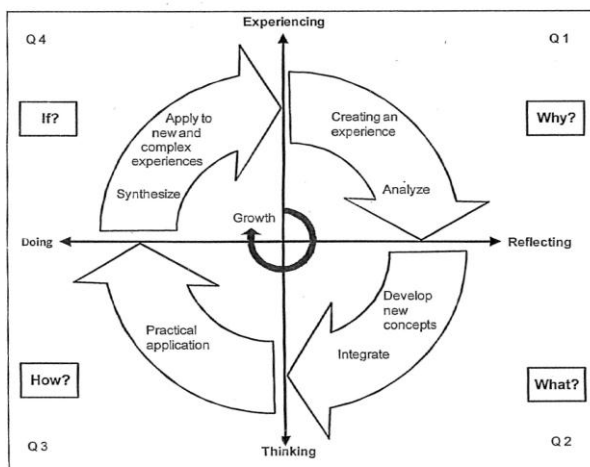 Experiencing
Q 4
Q 1
If?
Apply to
new and
complex
experiences
Synthesize
Creating an
experience
Analyze
Why?
Growth
Doing
Reflecting
Practical
application
Develop
new
concepts
Integrate
How?
What?
Q 3
Thinking
Q 2